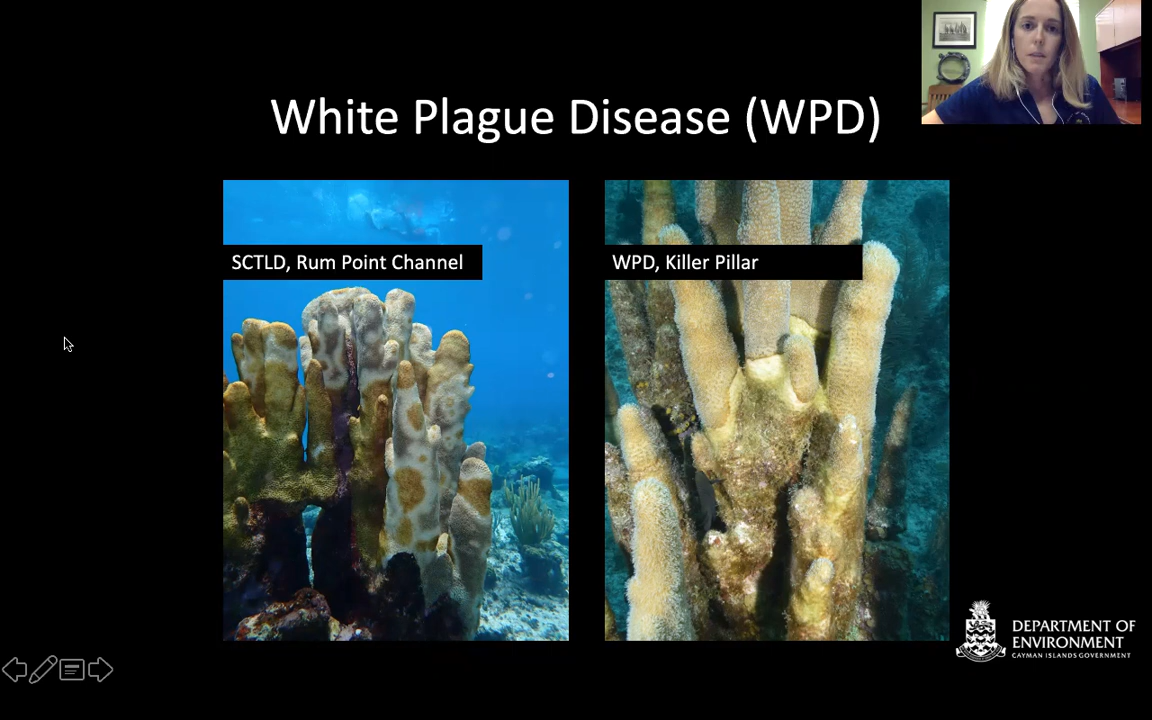 White Plague Disease (WPD)
SCTLD, Rum Point Channel
WPD, Killer Pillar
DEPARTMENT OF
ENVIRONMENT
CAYMAN ISLANDS GOVERNMENT